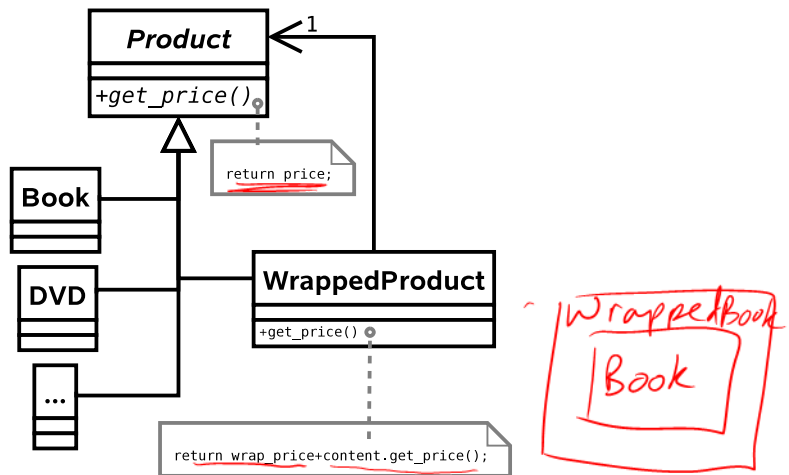 Product
1
+get_price()
return price;
Book
WrappedProduct
DVD
+get_price()
...
return wrap_price+content.get_price();
WrappedBook
Book